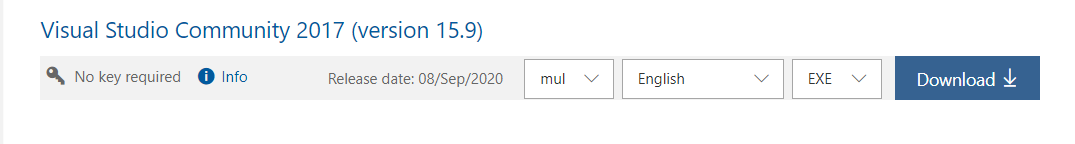 Visual Studio Community 2017 (version 15.9)
No key required Info Release date: 08/Sep/2020 mul English EXE Download